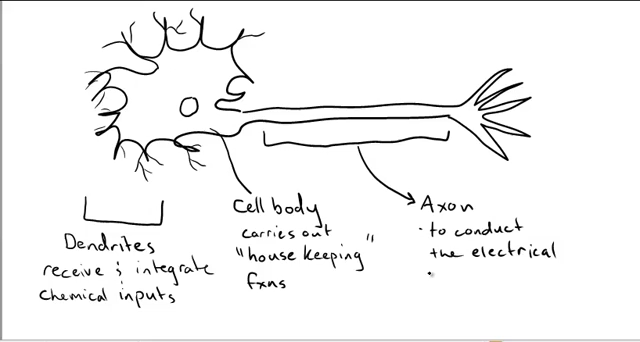 Dendrites
receive & integrate
chemical inputs
Cell body
carries out
"house keeping"
fxns
Axon
· to conduct
the electrical